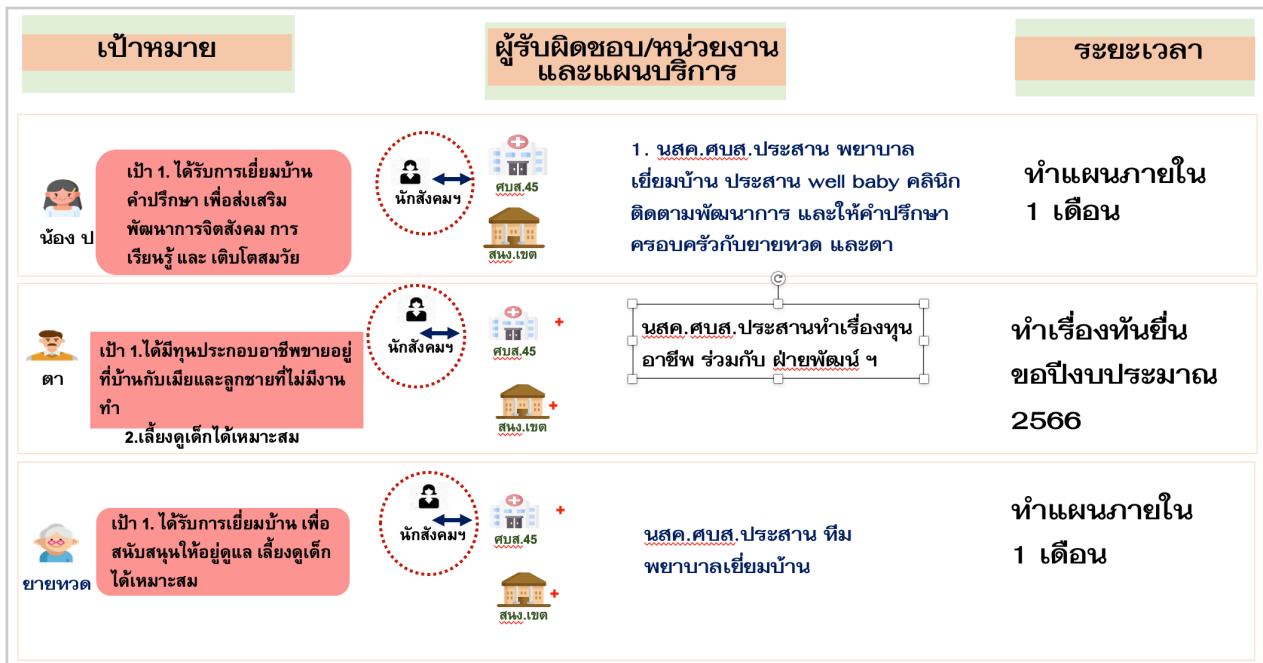 เป้าหมาย
ผู้รับผิดชอบ/หน่วยงาน
และแผนบริการ
ระยะเวลา
น้อง ป
เป้า 1. ได้รับการเยี่ยมบ้าน
คำปรึกษา เพื่อส่งเสริม
พัฒนาการจิตสังคม การ
เรียนรู้ และ เติบโตสมวัย
นักสังคมฯ
ศบส.45
สนง.เขต
1. นสค.ศบส.ประสาน พยาบาล
เยี่ยมบ้าน ประสาน well baby คลินิก
ติดตามพัฒนาการ และให้คำปรึกษา
ครอบครัวกับยายทวด และตา
ทำแผนภายใน
1 เดือน
ตา
เป้า 1.ได้มีทุนประกอบอาชีพขายอยู่
ที่บ้านกับเมียและลูกชายที่ไม่มีงาน
ทำ
2.เลี้ยงดูเด็กได้เหมาะสม
นักสังคมฯ
ศบส.45
สนง.เขต
นสค.ศบส.ประสานทำเรื่องทุน
อาชีพ ร่วมกับ ฝ่ายพัฒน์ ฯ
ทำเรื่องทันยื่น
ขอปีงบประมาณ
2566
ยายทวด
เป้า 1. ได้รับการเยี่ยมบ้าน เพื่อ
สนับสนุนให้อยู่ดูแล เลี้ยงดูเด็ก
ได้เหมาะสม
นักสังคมฯ
ศบส.45
สนง.เขต
นสค.ศบส.ประสาน ทีม
พยาบาลเยี่ยมบ้าน
ทำแผนภายใน
1 เดือน